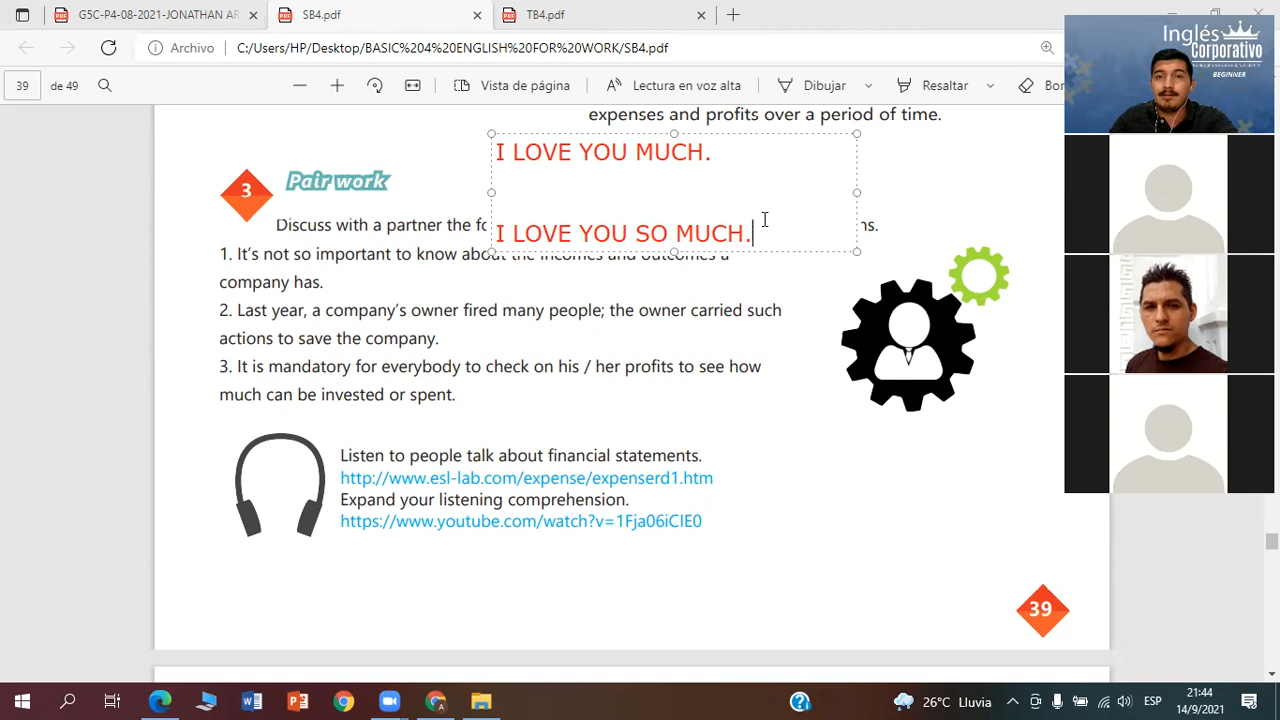 G5C-P4-08-2021-JONATHAN AR
SB4.pdf
TB4.pdf
Archivo
C:/Users/HP/Desktop/BASIC%204%20ENGLISH%20FOR%20WORK/SB4.pdf
39
de 49
Vista de página
Lectura en voz alta
Dibujar
Resaltar
Bor
Inglés
Corporativo
BEGINNER
expenses and profits over a period of time.
I LOVE YOU MUCH.
3
Pair work
Discuss with a partner the fo
ns.
I LOVE YOU SO MUCH.
1. It's not so important to know about the incomes and outcomes a
company has.
2. Last year, a company's owner fired many people; the owner carried such
actions to save the company.
3. It is mandatory for everybody to check on his / her profits to see how
much can be invested or spent.
Listen to people talk about financial statements.
http://www.esl-lab.com/expense/expenserd1.htm
Expand your listening comprehension.
https://www.youtube.com/watch?v=1Fja06iCIE0
39
26°C Lluvia
ESP
21:44
14/9/2021